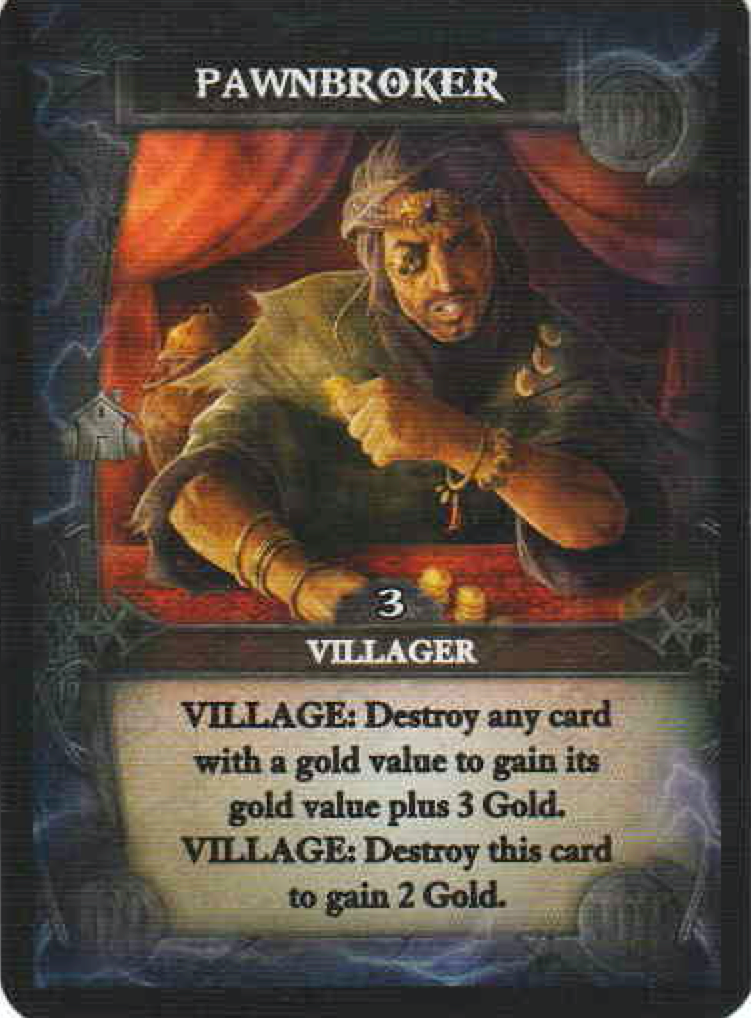 PAWNBROKER
3
VILLAGER
VILLAGE: Destroy any card
with a gold value to gain its
gold value plus 3 Gold.
VILLAGE: Destroy this card
to gain 2 Gold.